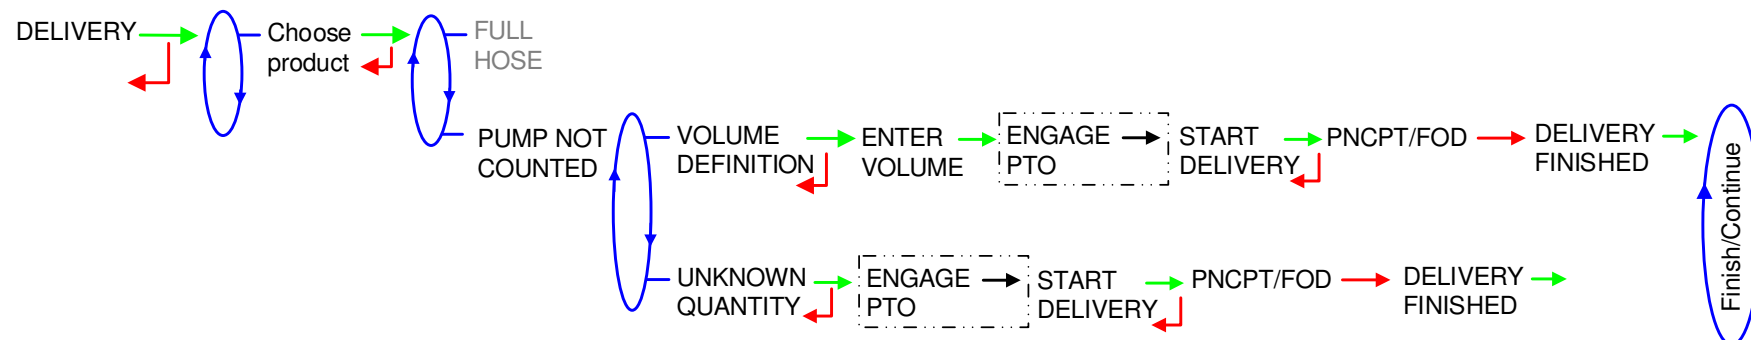 DELIVERY
Choose
product
FULL
HOSE
PUMP NOT
COUNTED
VOLUME
DEFINITION
ENTER
VOLUME
ENGAGE
PTO
START
DELIVERY
PNCPT/FOD
DELIVERY
FINISHED
UNKNOWN
QUANTITY
ENGAGE
PTO
START
DELIVERY
PNCPT/FOD
DELIVERY
FINISHED
Finish/Continue